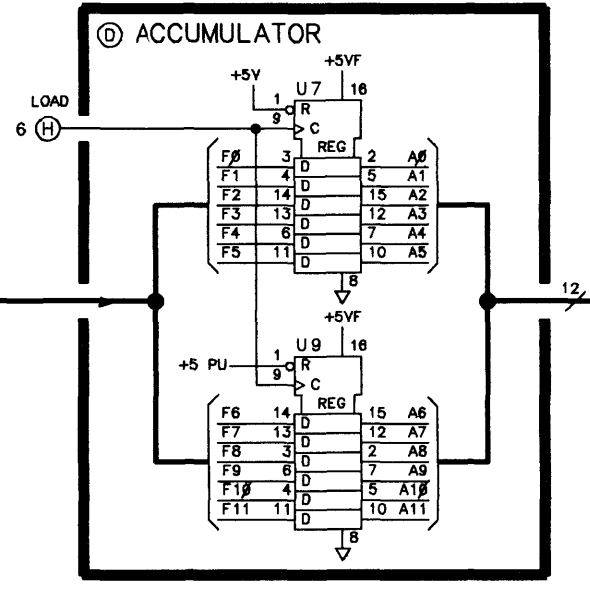 D ACCUMULATOR
+5VF
+5V
U7 16
LOAD
1 R
6 H
9 C
REG
F0 3 D 2 A0
F1 4 D 5 A1
F2 14 D 15 A2
F3 13 D 12 A3
F4 6 D 7 A4
F5 11 D 10 A5
8
12
+5VF
U9 16
+5 PU 1 R
9 C
REG
F6 14 D 15 A6
F7 13 D 12 A7
F8 3 D 2 A8
F9 6 D 7 A9
F10 4 D 5 A10
F11 11 D 10 A11
8